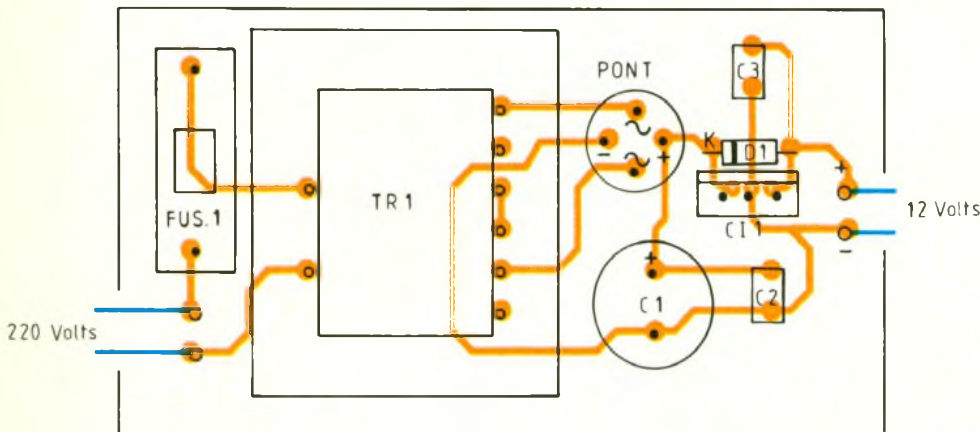 PONT
C3
K
D1
+
~
-
~
+
FUS.1
TR1
CI1
+
-
12 Volts
+
C1
C2
220 Volts